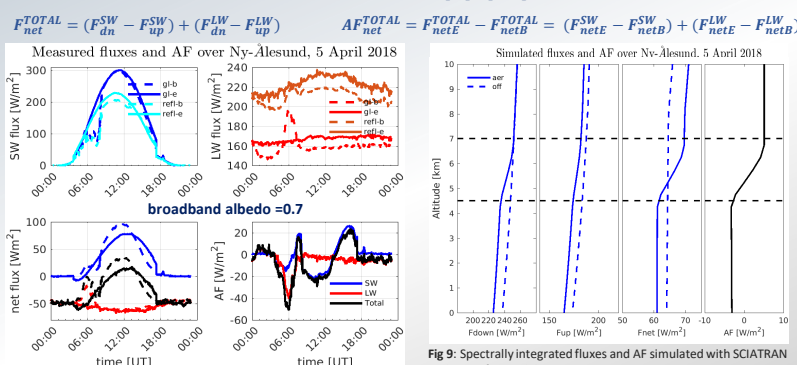 F_net^TOTAL = (F_dn^SW − F_up^SW) + (F_dn^LW − F_up^LW)
AF_net^TOTAL = F_netE^TOTAL − F_netB^TOTAL = (F_netE^SW − F_netB^SW) + (F_netE^LW − F_netB^LW)
Measured fluxes and AF over Ny-Ålesund, 5 April 2018
SW flux [W/m²]
300
200
100
0
00:00 06:00 12:00 18:00 00:00
gl-b
gl-e
refl-b
refl-e
LW flux [W/m²]
240
220
200
180
160
140
00:00 06:00 12:00 18:00 00:00
gl-b
gl-e
refl-b
refl-e
broadband albedo =0.7
net flux [W/m²]
100
50
0
-50
00:00 06:00 12:00 18:00 00:00
time [UT]
AF [W/m²]
20
0
-20
-40
-60
00:00 06:00 12:00 18:00 00:00
time [UT]
SW
LW
Total
Simulated fluxes and AF over Ny-Ålesund, 5 April 2018
Altitude [km]
10
9
8
7
6
5
4
3
2
1
0
aer
off
200 220 240 260
Fdown [W/m²]
150 200
Fup [W/m²]
50 60 70
Fnet [W/m²]
-10 0 10
AF [W/m²]
Fig 9: Spectrally integrated fluxes and AF simulated with SCIATRAN